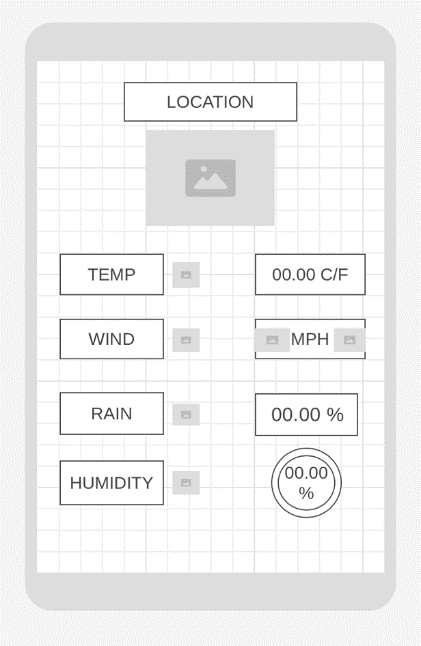 LOCATION
TEMP
00.00 C/F
WIND
MPH
RAIN
00.00 %
HUMIDITY
00.00
%